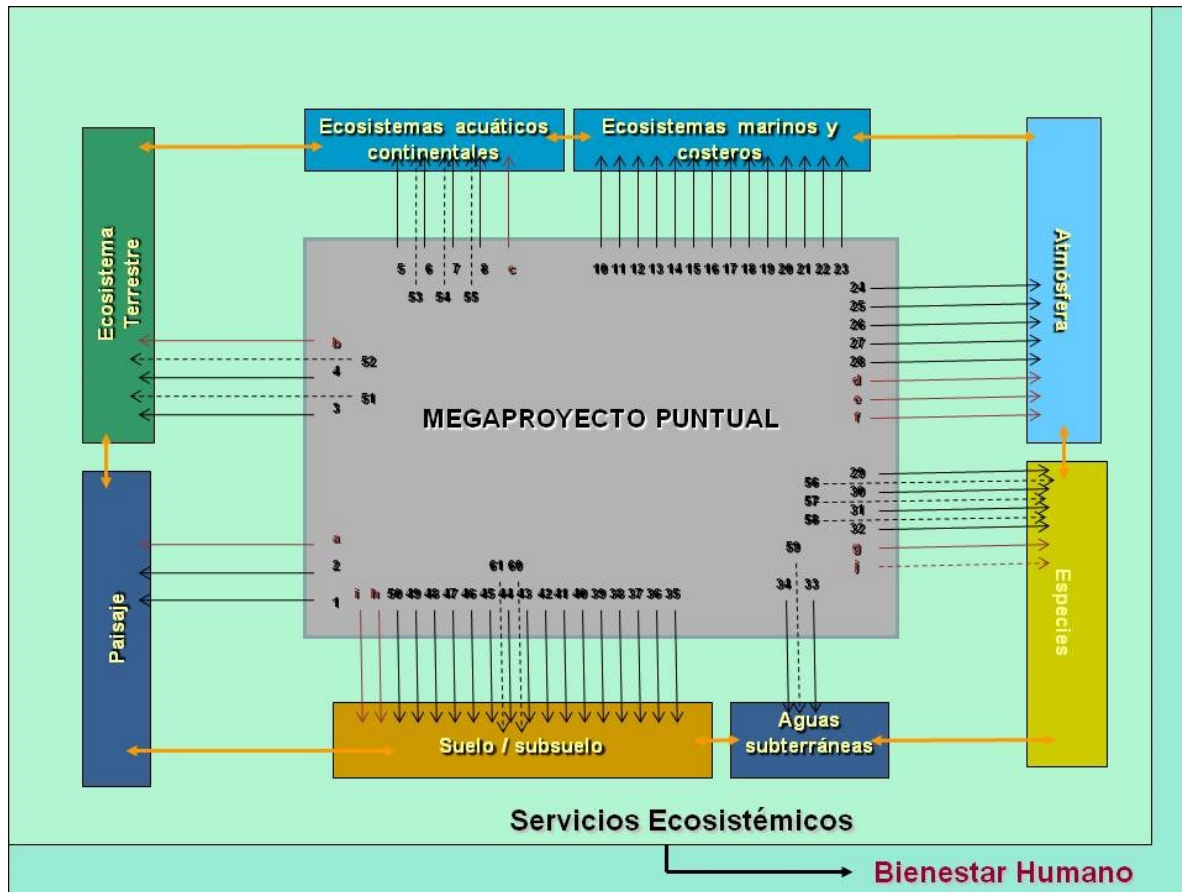 Ecosistemas acuáticos
continentales
Ecosistemas marinos y
costeros
Ecosistema
Terrestre
Atmósfera
5 6 7 8 c
10 11 12 13 14 15 16 17 18 19 20 21 22 23
53 54 55
24
25
26
27
28
d
e
f
b
52
4
51
3
MEGAPROYECTO PUNTUAL
29
56
30
57
31
58
32
59
g
j
34 33
a
2
1
61 60
i h 50 49 48 47 46 45 44 43 42 41 40 39 38 37 36 35
Paisaje
Especies
Suelo / subsuelo
Aguas
subterráneas
Servicios Ecosistémicos
Bienestar Humano